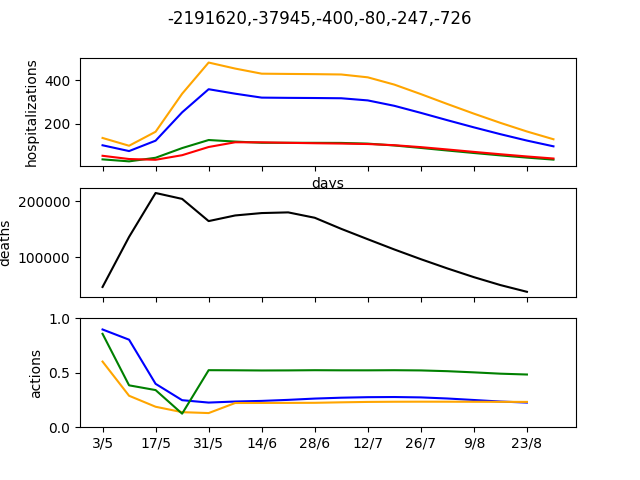 -2191620,-37945,-400,-80,-247,-726
hospitalizations
400
200
days
deaths
200000
100000
actions
1.0
0.5
0.0
3/5 17/5 31/5 14/6 28/6 12/7 26/7 9/8 23/8